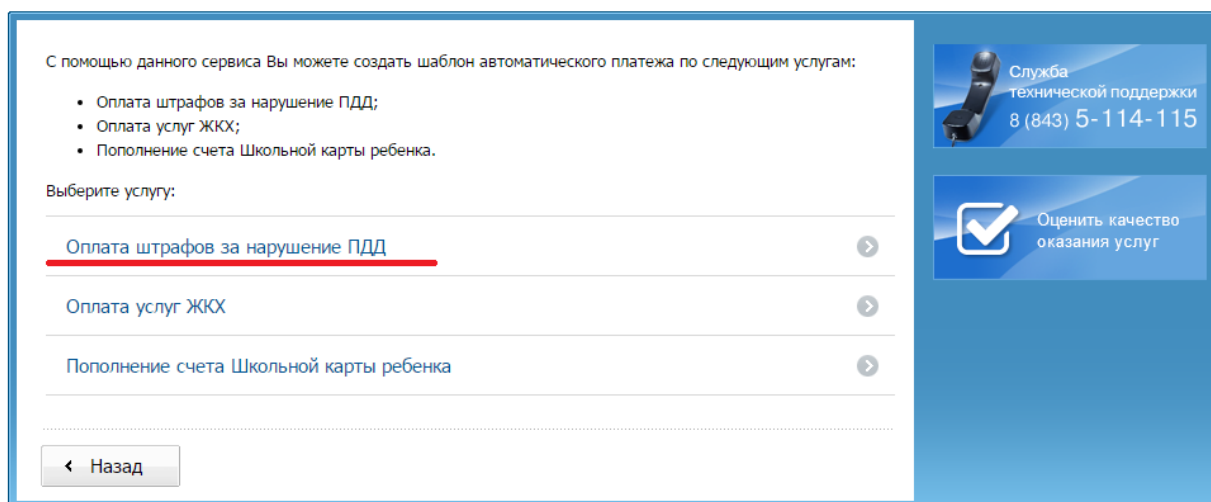 С помощью данного сервиса Вы можете создать шаблон автоматического платежа по следующим услугам:
• Оплата штрафов за нарушение ПДД;
• Оплата услуг ЖКХ;
• Пополнение счета Школьной карты ребенка.
Выберите услугу:
Оплата штрафов за нарушение ПДД
Оплата услуг ЖКХ
Пополнение счета Школьной карты ребенка
Назад
Служба
технической поддержки
8 (843) 5-114-115
Оценить качество
оказания услуг